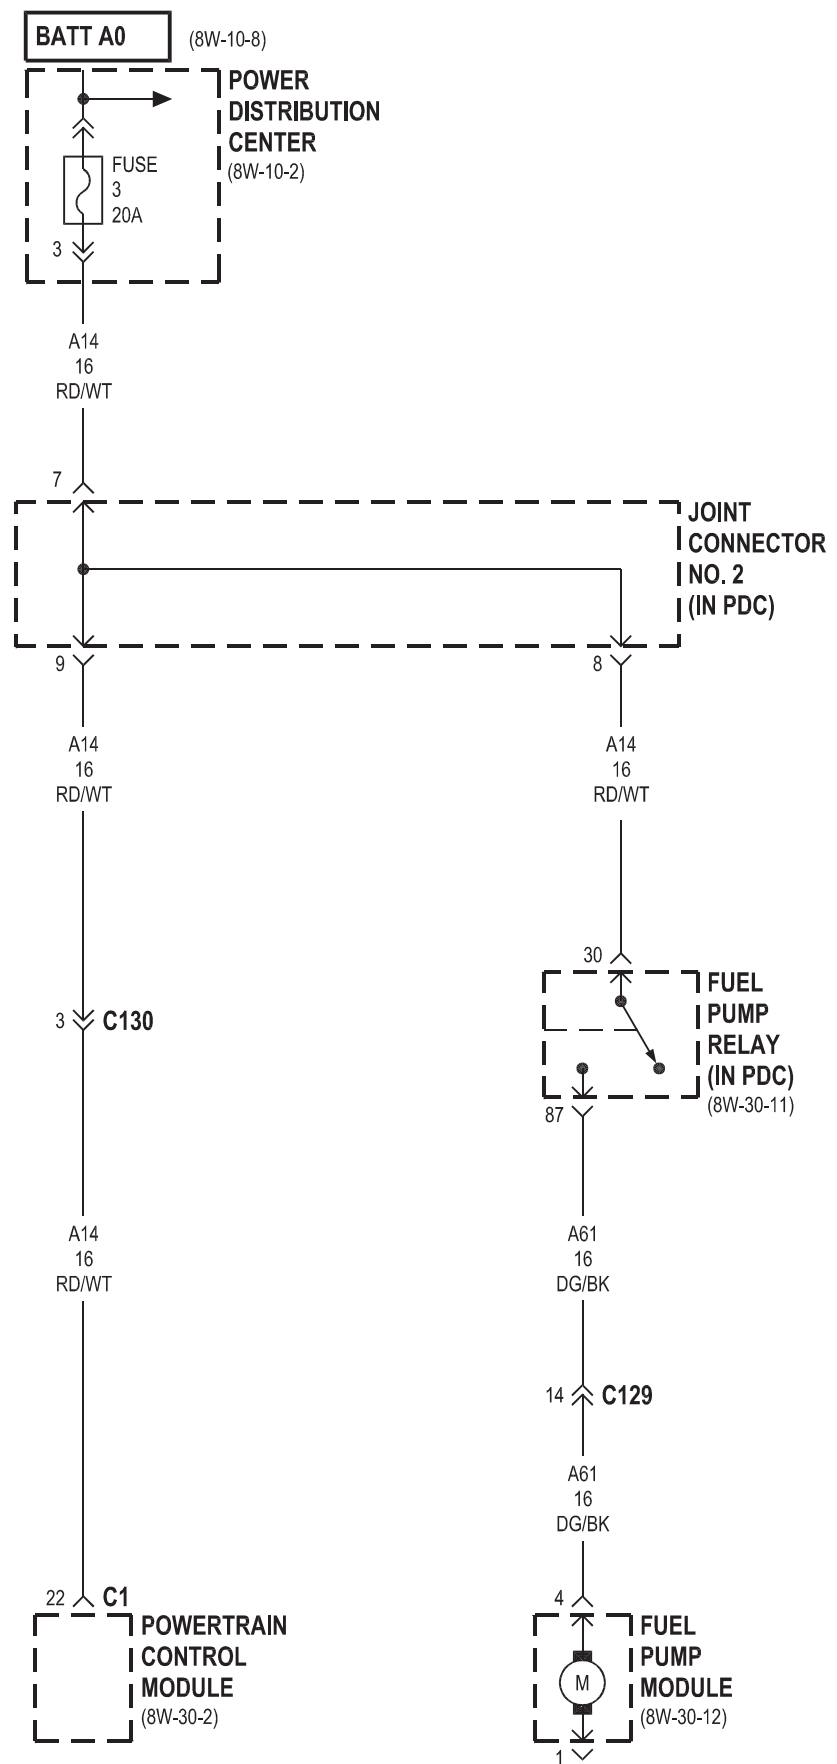 BATT A0
(8W-10-8)
POWER
DISTRIBUTION
CENTER
(8W-10-2)
FUSE
3
20A
3
A14
16
RD/WT
7
JOINT
CONNECTOR
NO. 2
(IN PDC)
9
8
A14
16
RD/WT
A14
16
RD/WT
30
FUEL
PUMP
RELAY
(IN PDC)
(8W-30-11)
3
C130
87
A14
16
RD/WT
A61
16
DG/BK
14
C129
A61
16
DG/BK
22
C1
POWERTRAIN
CONTROL
MODULE
(8W-30-2)
4
FUEL
PUMP
MODULE
(8W-30-12)
M
1